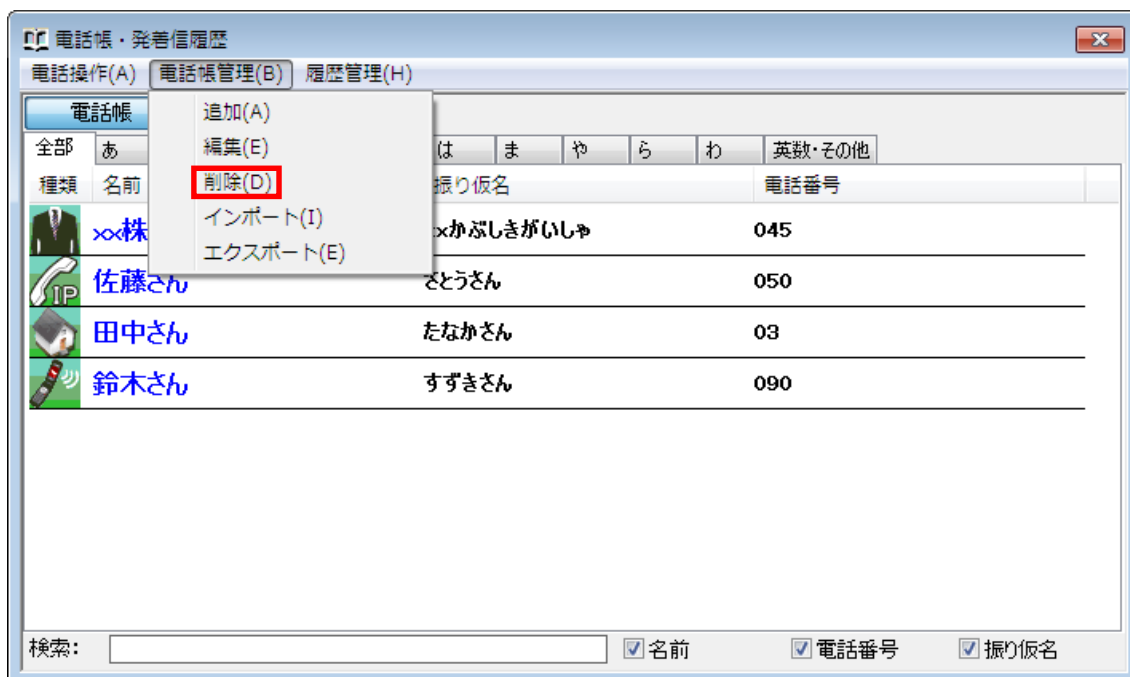 電話帳・発着信履歴
電話操作(A) 電話帳管理(B) 履歴管理(H)
電話帳
追加(A)
編集(E)
削除(D)
インポート(I)
エクスポート(E)
全部 あ は ま や ら わ 英数・その他
種類 名前 振り仮名 電話番号
xx株 xかぶしきがいしゃ 045
IP 佐藤さん さとうさん 050
田中さん たなかさん 03
鈴木さん すずきさん 090
検索: 名前 電話番号 振り仮名